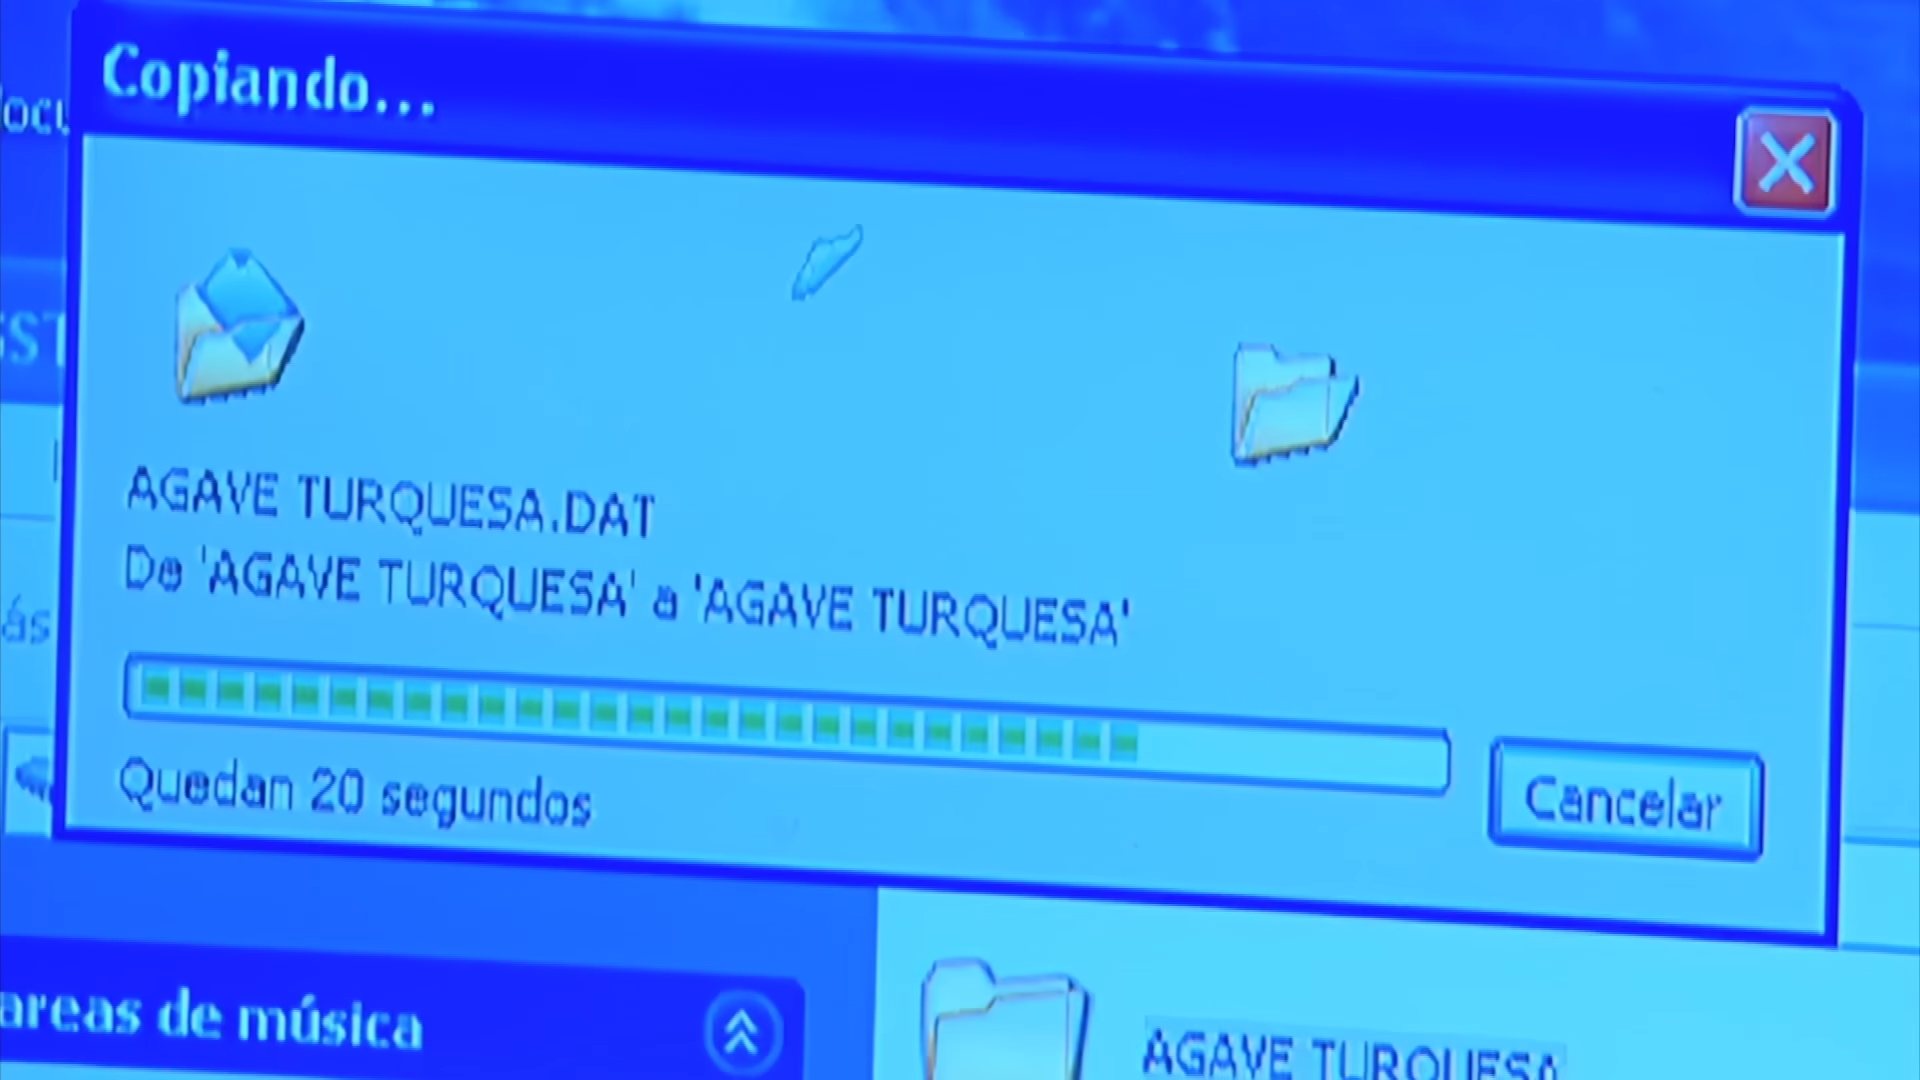 Copiando...
AGAVE TURQUESA.DAT
De 'AGAVE TURQUESA' a 'AGAVE TURQUESA'
Quedan 20 segundos
Cancelar
areas de música
AGAVE TURQUESA